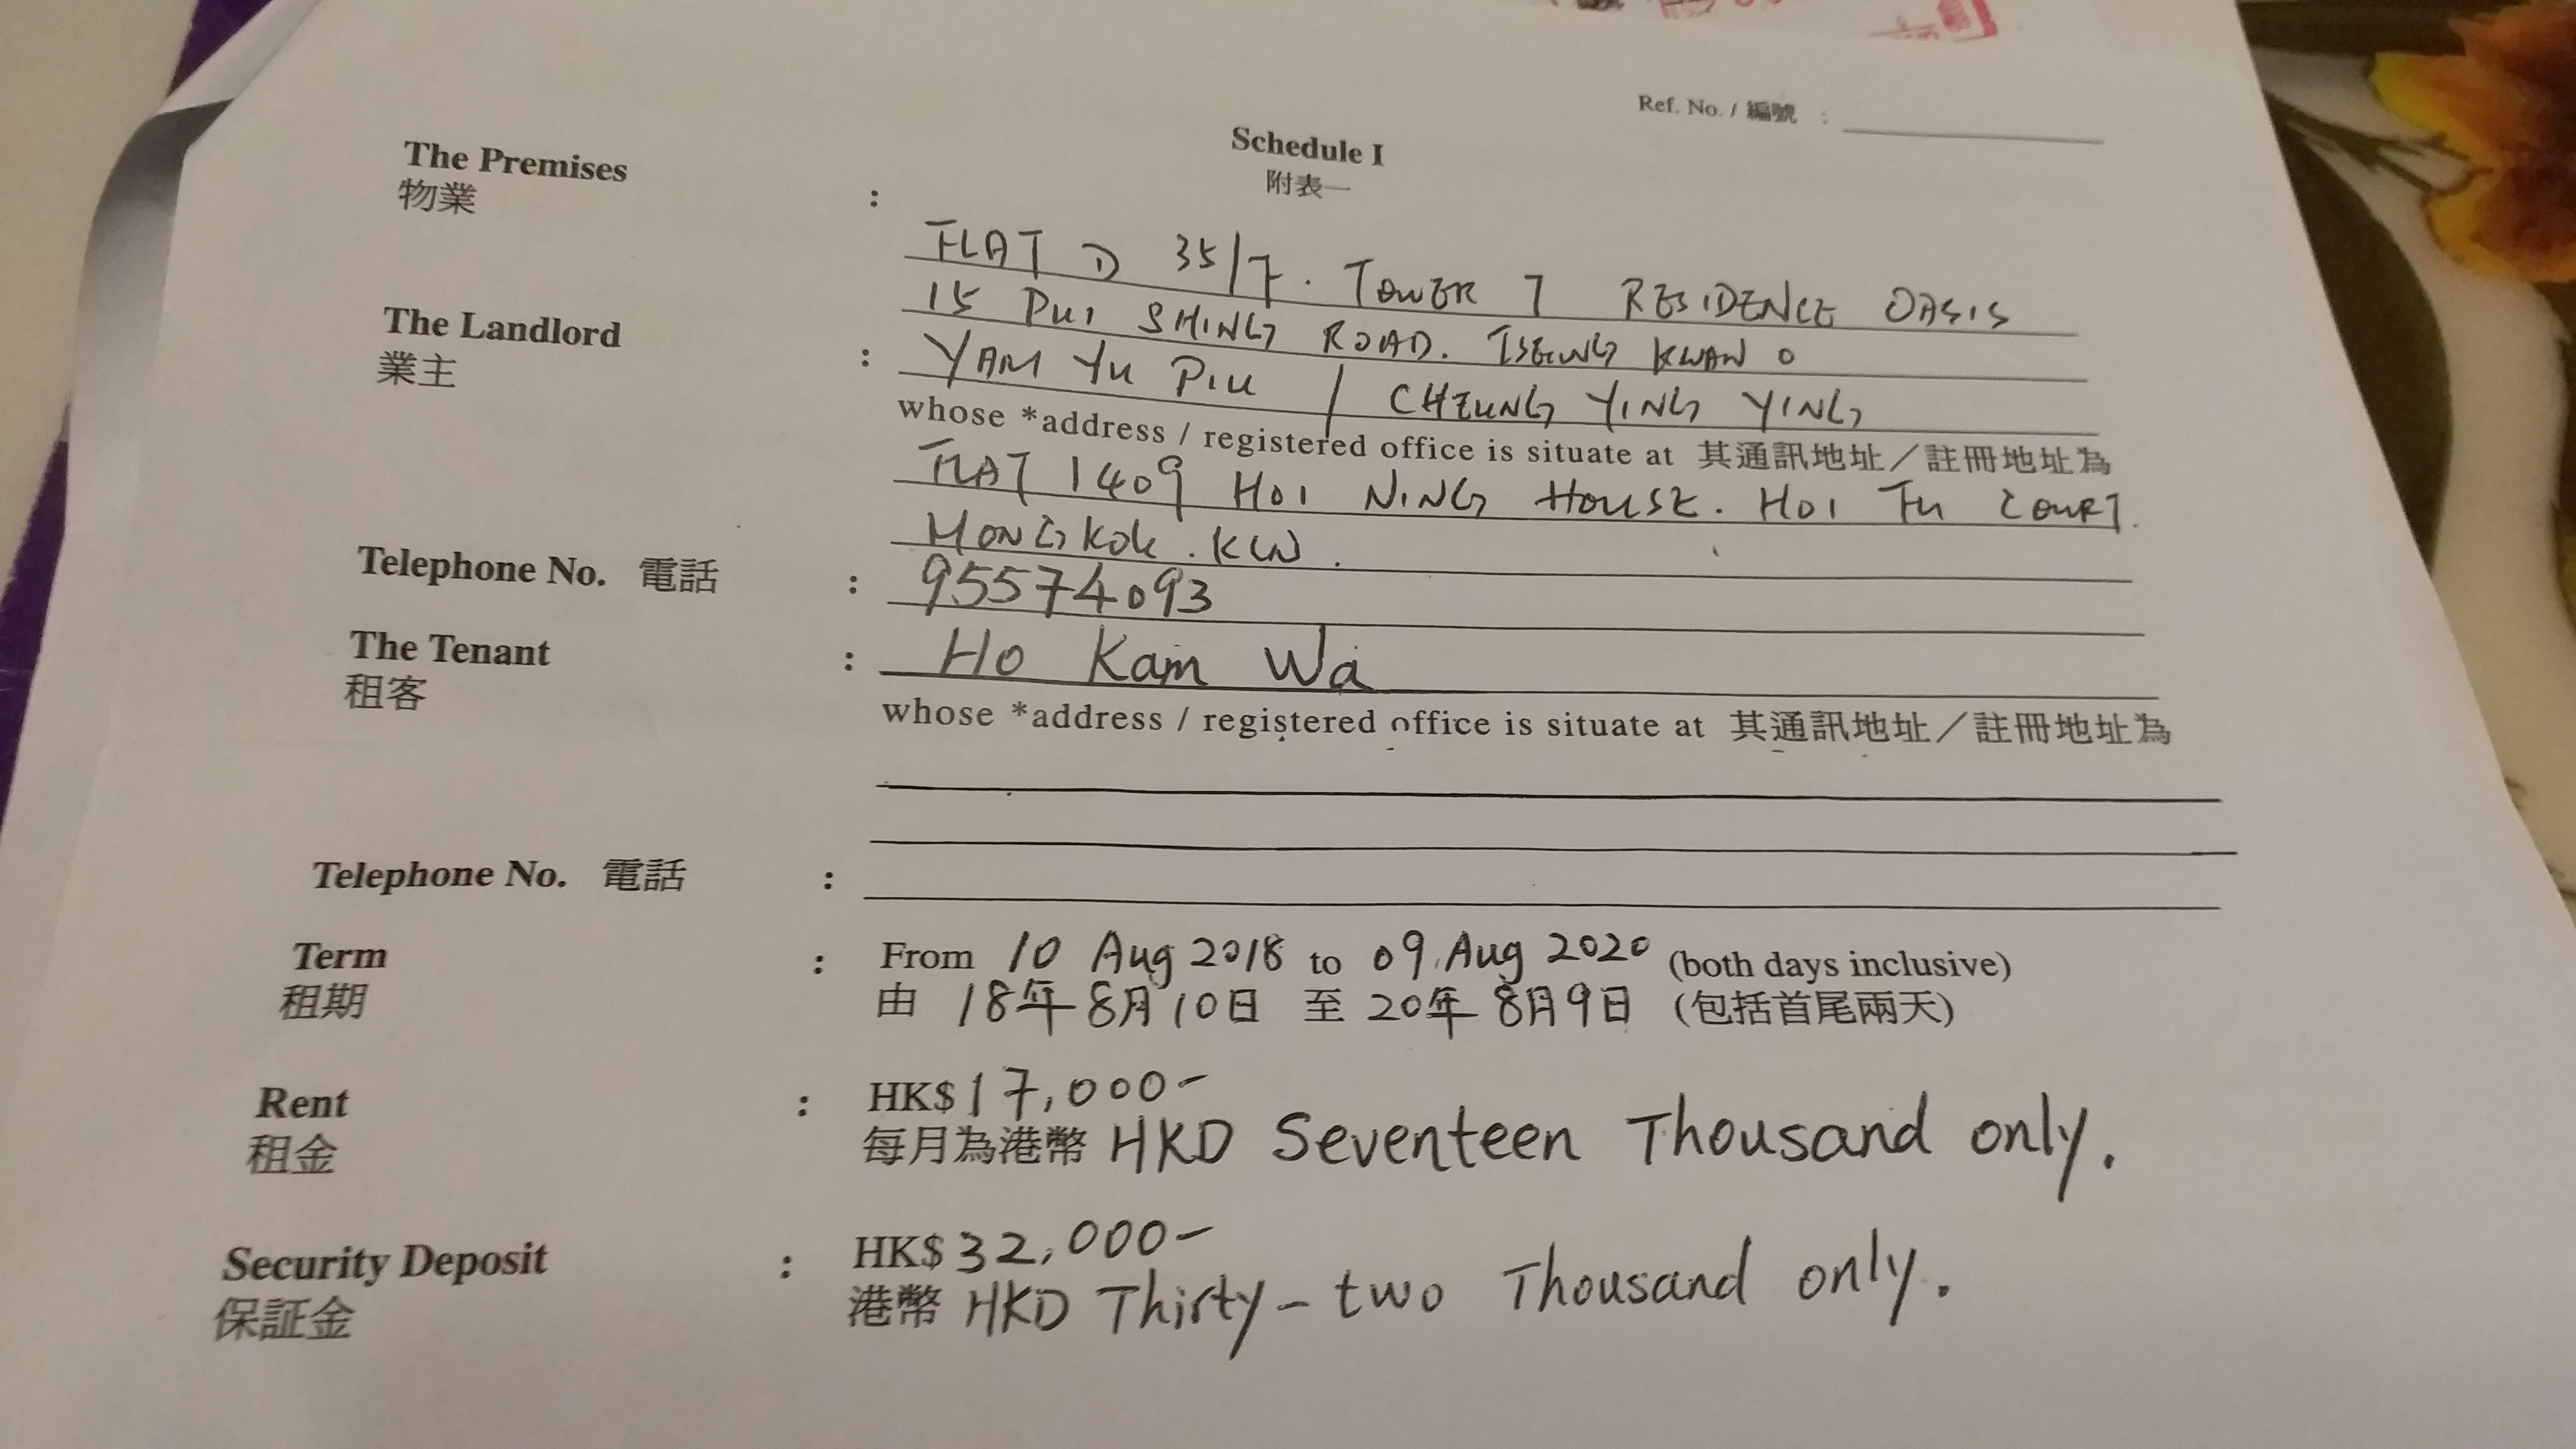 Ref. No. / 編號 :
Schedule I
附表一
The Premises
物業 :
FLAT D 35/7. TOWER 7 RESIDENCE OASIS
15 PUI SHING ROAD. TSEUNG KWAN O
The Landlord
業主 :
YAM YU PIU / CHEUNG YING YING
whose *address / registered office is situate at 其通訊地址／註冊地址為
FLAT 1409 HOI NING HOUSE. HOI FU COURT.
MONGKOK. KLN.
Telephone No. 電話 : 95574093
The Tenant
租客 : Ho Kam Wa
whose *address / registered office is situate at 其通訊地址／註冊地址為
Telephone No. 電話 :
Term : From 10 Aug 2018 to 09 Aug 2020 (both days inclusive)
租期 由 18年8月10日 至 20年8月9日 (包括首尾兩天)
Rent : HK$17,000-
租金 每月為港幣 HKD Seventeen Thousand only.
Security Deposit : HK$32,000-
保証金 港幣 HKD Thirty-two Thousand only.